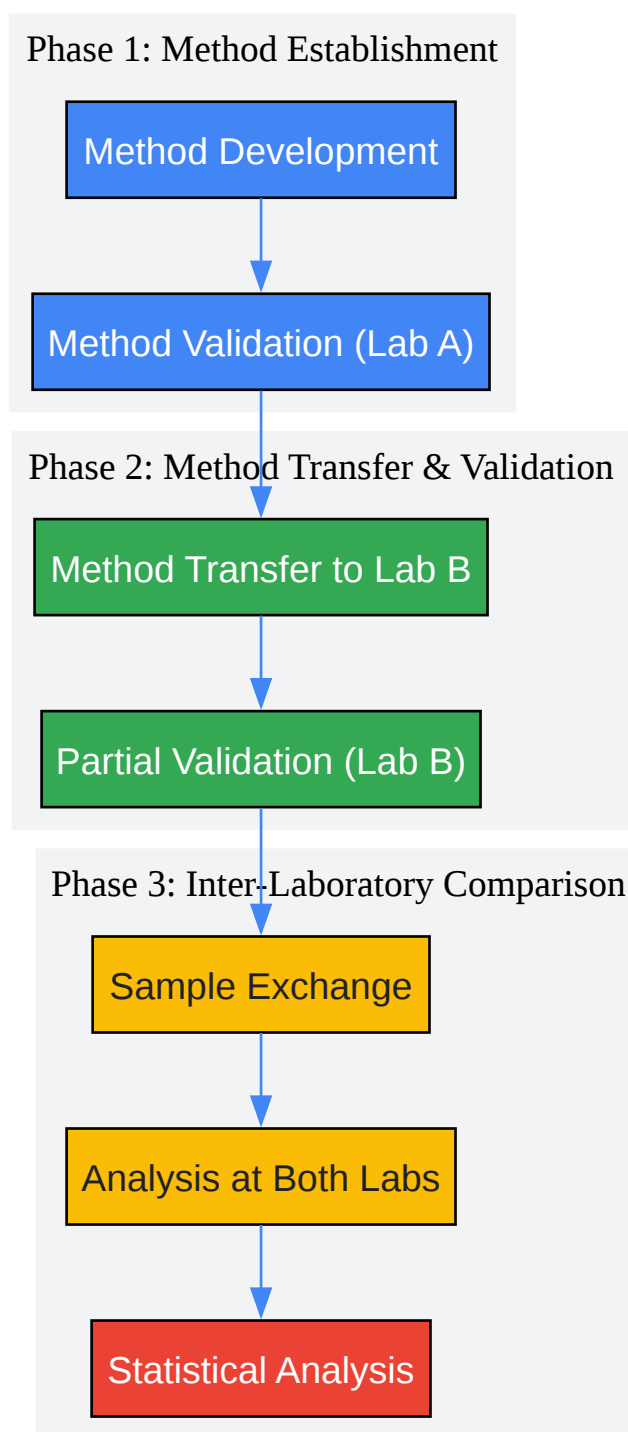 Phase 1: Method Establishment
Method Development
Method Validation (Lab A)
Phase 2: Method Transfer & Validation
Method Transfer to Lab B
Partial Validation (Lab B)
Phase 3: Inter-Laboratory Comparison
Sample Exchange
Analysis at Both Labs
Statistical Analysis